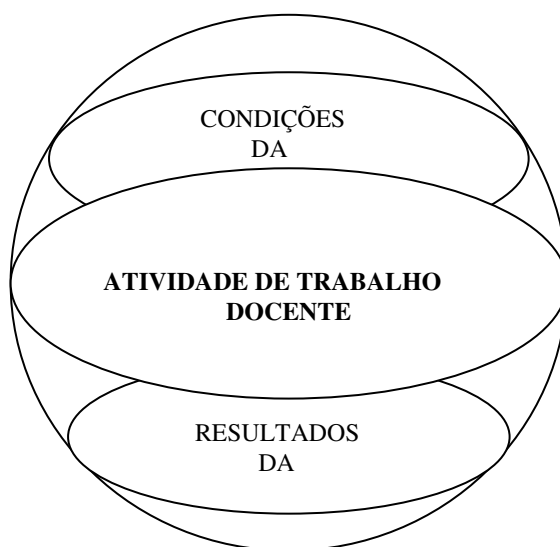 CONDIÇÕES
DA
ATIVIDADE DE TRABALHO
DOCENTE
RESULTADOS
DA